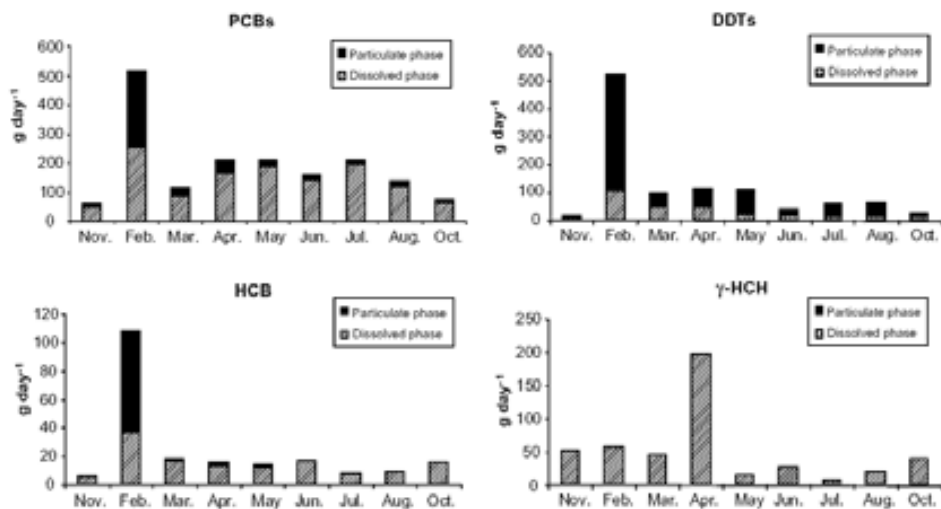 PCBs
g day⁻¹
600
500
400
300
200
100
0
Particulate phase
Dissolved phase
Nov. Feb. Mar. Apr. May Jun. Jul. Aug. Oct.
DDTs
g day⁻¹
600
500
400
300
200
100
0
Particulate phase
Dissolved phase
Nov. Feb. Mar. Apr. May Jun. Jul. Aug. Oct.
HCB
g day⁻¹
120
100
80
60
40
20
0
Particulate phase
Dissolved phase
Nov. Feb. Mar. Apr. May Jun. Jul. Aug. Oct.
γ-HCH
g day⁻¹
250
200
150
100
50
0
Particulate phase
Dissolved phase
Nov. Feb. Mar. Apr. May Jun. Jul. Aug. Oct.